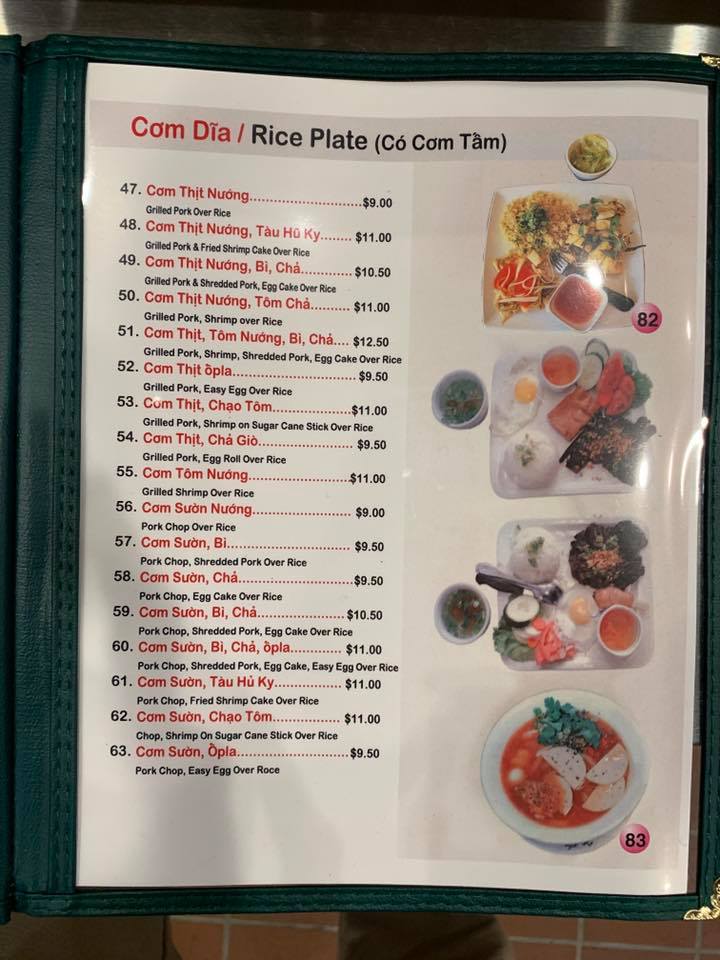 Cơm Dĩa / Rice Plate (Có Cơm Tầm)
47. Cơm Thịt Nướng............................$9.00
Grilled Pork Over Rice
48. Cơm Thịt Nướng, Tàu Hũ Ky........ $11.00
Grilled Pork & Fried Shrimp Cake Over Rice
49. Cơm Thịt Nướng, Bì, Chả............. $10.50
Grilled Pork & Shredded Pork, Egg Cake Over Rice
50. Cơm Thịt Nướng, Tôm Chả.......... $11.00
Grilled Pork, Shrimp over Rice
51. Cơm Thịt, Tôm Nướng, Bì, Chả.... $12.50
Grilled Pork, Shrimp, Shredded Pork, Egg Cake Over Rice
52. Cơm Thịt ốpla............................... $9.50
Grilled Pork, Easy Egg Over Rice
53. Cơm Thịt, Chạo Tôm....................$11.00
Grilled Pork, Shrimp on Sugar Cane Stick Over Rice
54. Cơm Thịt, Chả Giò........................ $9.50
Grilled Pork, Egg Roll Over Rice
55. Cơm Tôm Nướng..........................$11.00
Grilled Shrimp Over Rice
56. Cơm Sườn Nướng......................... $9.00
Pork Chop Over Rice
57. Cơm Sườn, Bì............................... $9.50
Pork Chop, Shredded Pork Over Rice
58. Cơm Sườn, Chả.............................$9.50
Pork Chop, Egg Cake Over Rice
59. Cơm Sườn, Bì, Chả.......................$10.50
Pork Chop, Shredded Pork, Egg Cake Over Rice
60. Cơm Sườn, Bì, Chả, ốpla............. $11.00
Pork Chop, Shredded Pork, Egg Cake, Easy Egg Over Rice
61. Cơm Sườn, Tàu Hủ Ky................. $11.00
Pork Chop, Fried Shrimp Cake Over Rice
62. Cơm Sườn, Chạo Tôm.................. $11.00
Chop, Shrimp On Sugar Cane Stick Over Rice
63. Cơm Sườn, Ốpla.............................$9.50
Pork Chop, Easy Egg Over Roce
82
83